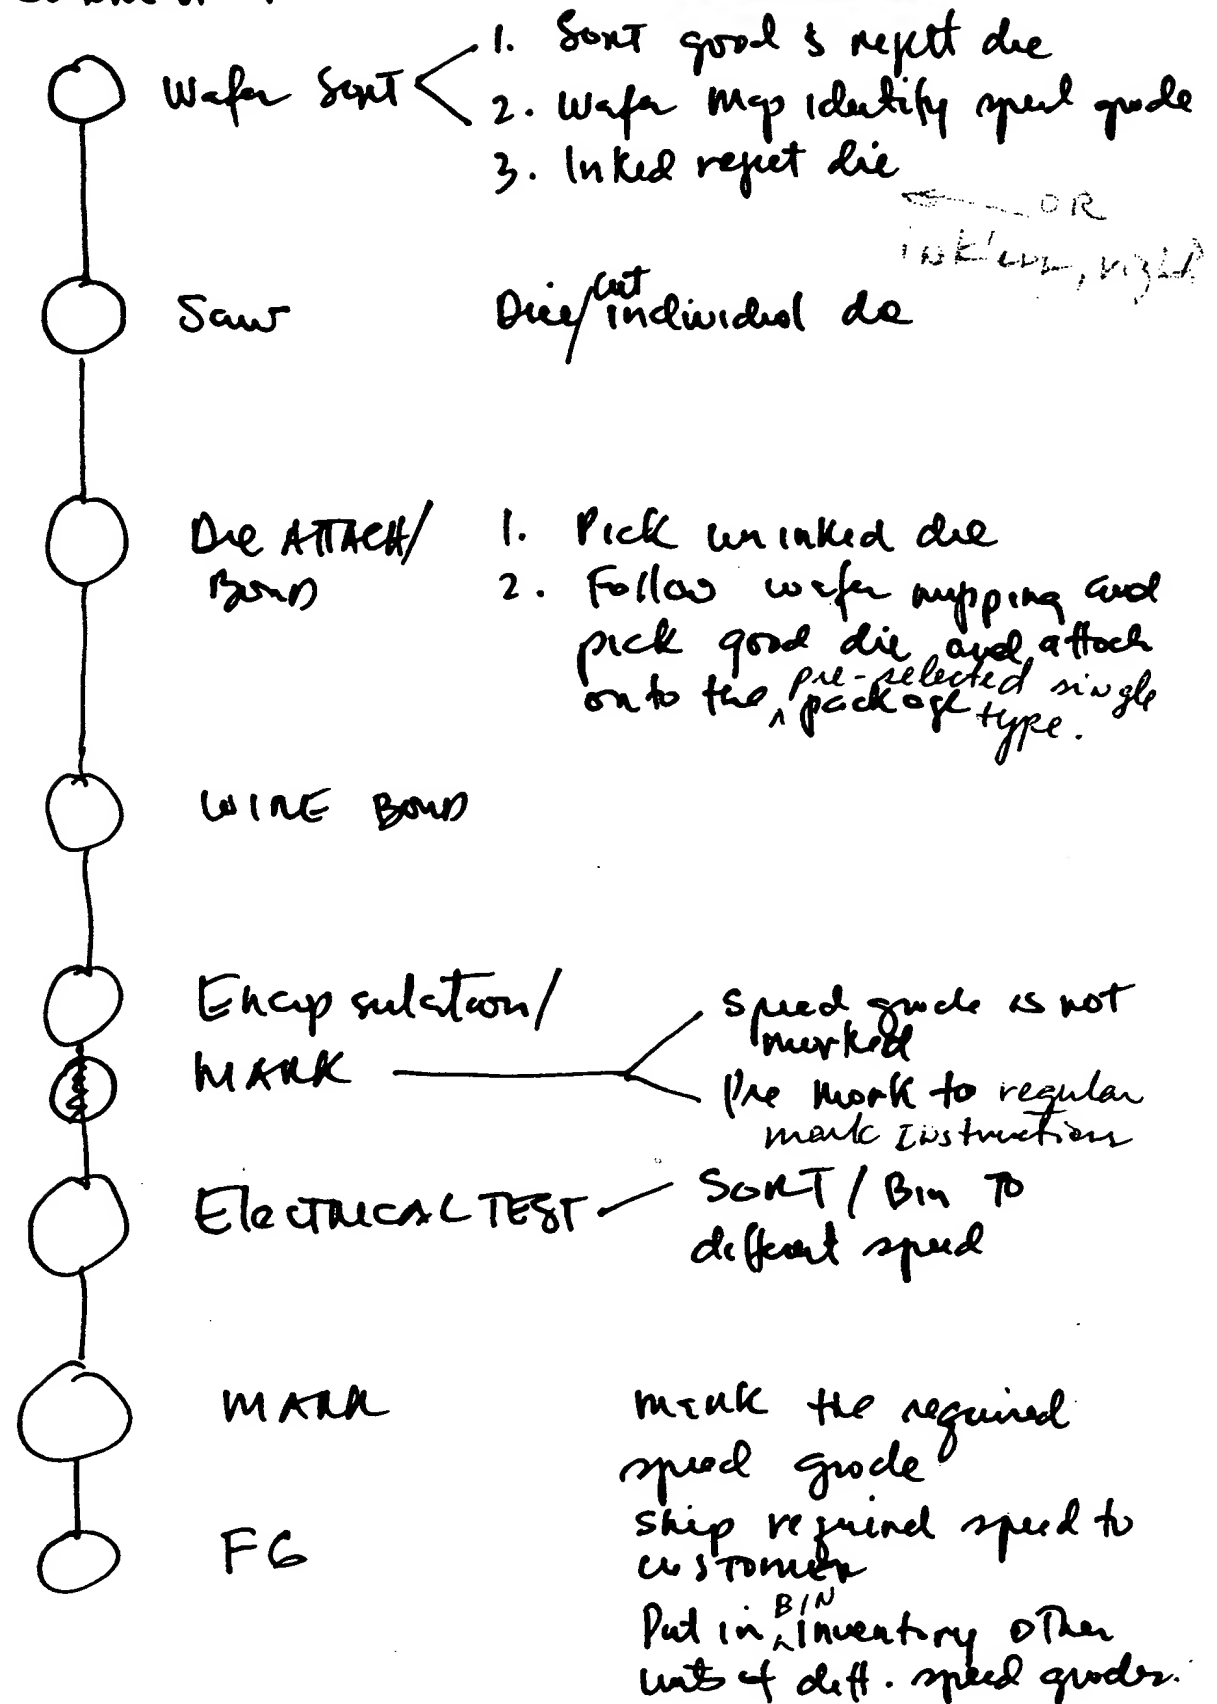 Wafer Sort
1. Sort good & reject die
2. Wafer Map identify speed grade
3. Inked reject die
OR
inkless, right
Saw
Dice/cut individual die
Die ATTACH/
BOND
1. Pick un inked die
2. Follow wafer mapping and
pick good die and attach
onto the pre-selected single
package type.
WIRE BOND
Encapsulation/
MARK
Speed grade is not
marked
Pre mark to regular
mark Instructions
ElECTRICAL TEST
SORT / Bin TO
different speed
MARK
MARK the required
speed grade
FG
ship required speed to
cuSTOMER
Put in BIN inventory other
units of diff. speed grades.